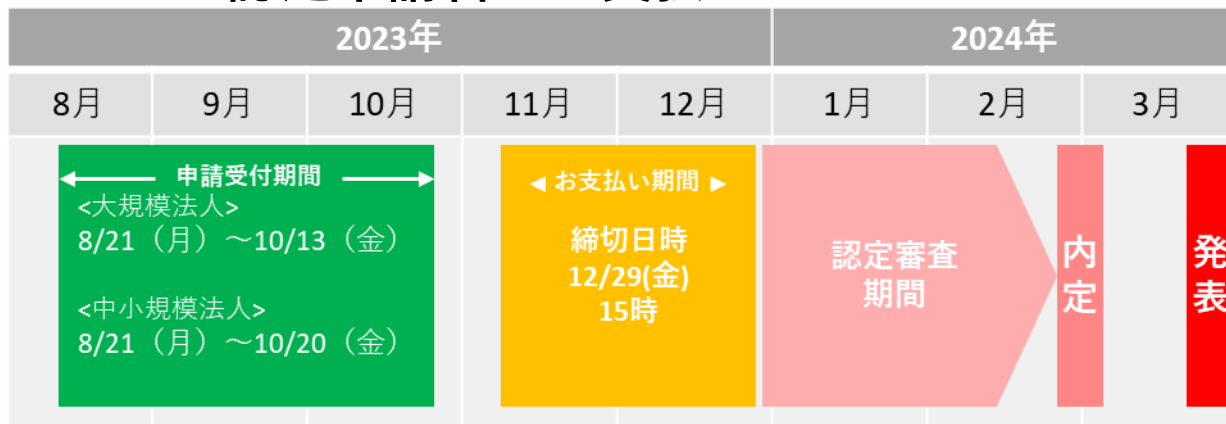 2023年 2024年
8月 9月 10月 11月 12月 1月 2月 3月
申請受付期間
<大規模法人>
8/21（月）～10/13（金）
<中小規模法人>
8/21（月）～10/20（金）
お支払い期間
締切日時
12/29(金)
15時
認定審査
期間
内
定
発
表